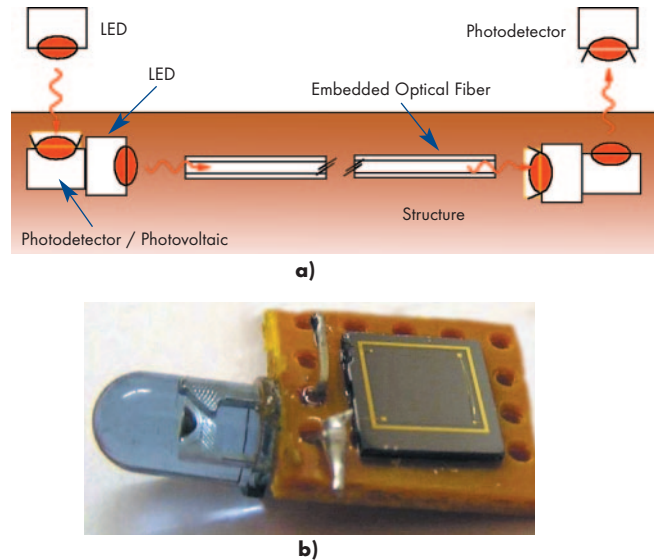 LED
Photodetector
LED
Embedded Optical Fiber
Structure
Photodetector / Photovoltaic
a)
b)